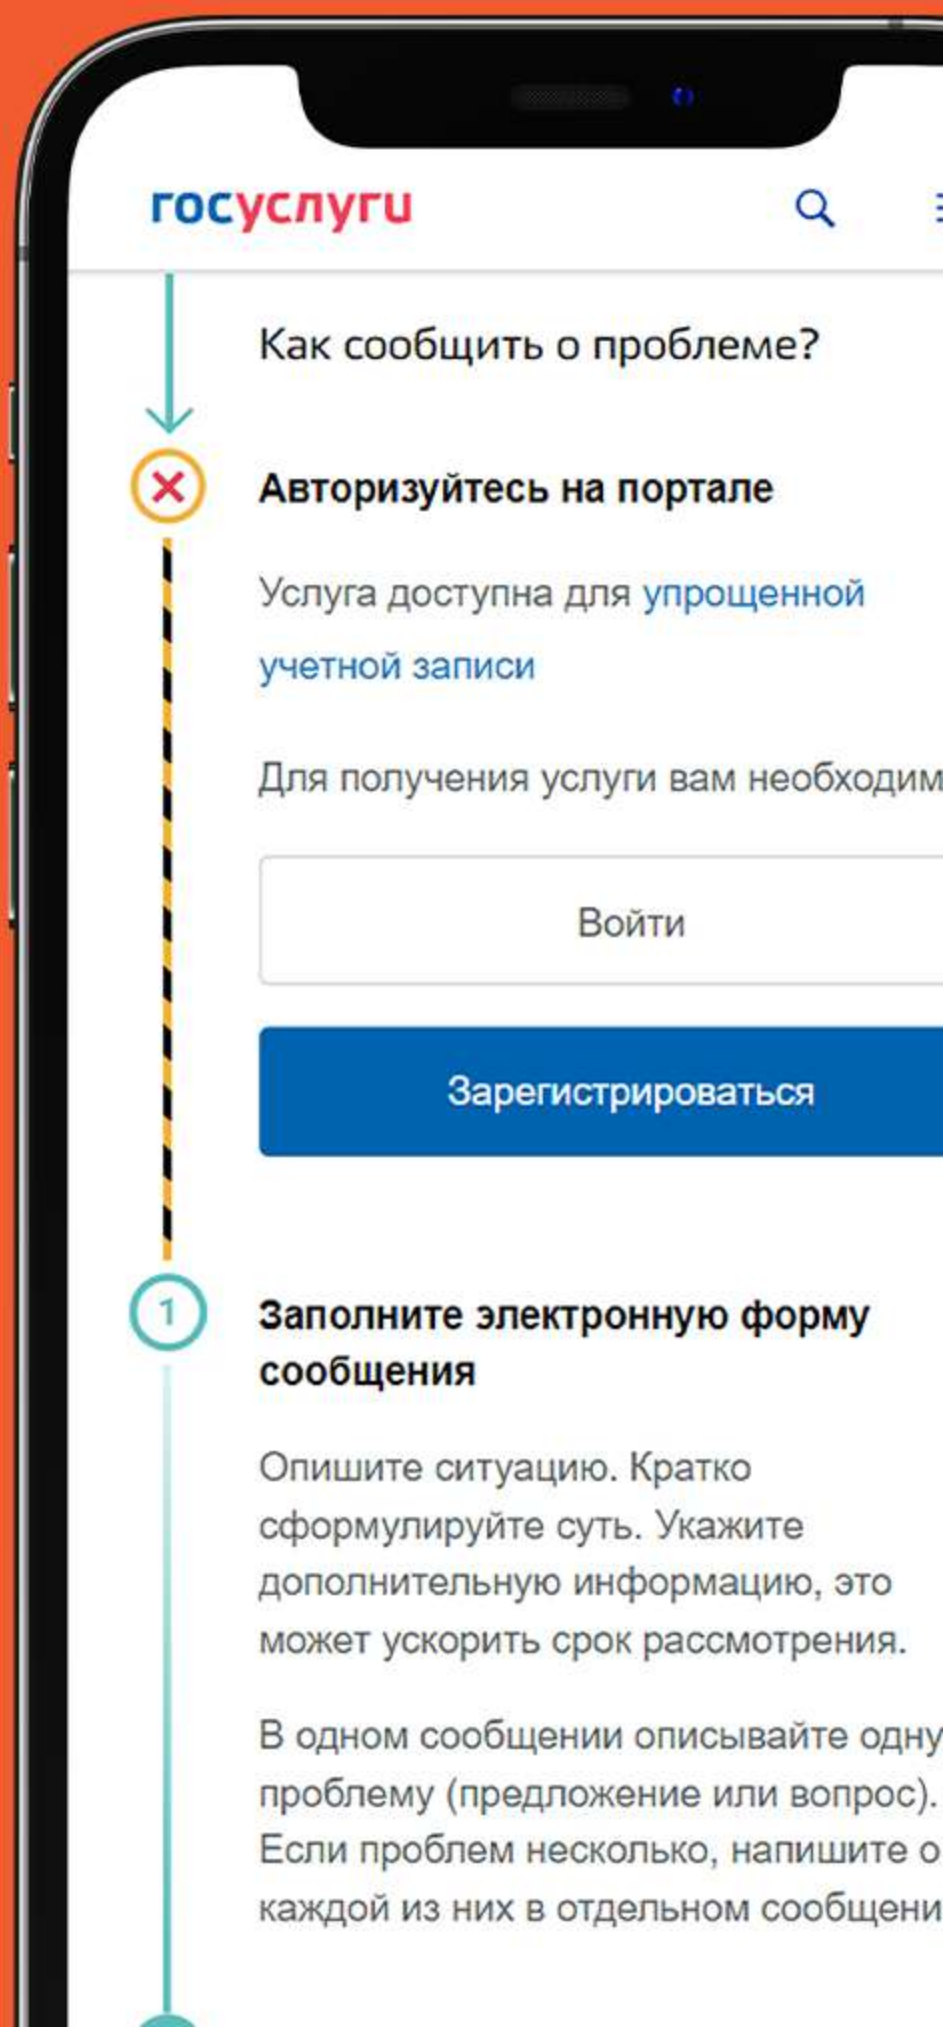 госуслуги
Как сообщить о проблеме?
Авторизуйтесь на портале
Услуга доступна для упрощенной
учетной записи
Для получения услуги вам необходим
Войти
Зарегистрироваться
1
Заполните электронную форму
сообщения
Опишите ситуацию. Кратко
сформулируйте суть. Укажите
дополнительную информацию, это
может ускорить срок рассмотрения.
В одном сообщении описывайте одну
проблему (предложение или вопрос).
Если проблем несколько, напишите о
каждой из них в отдельном сообщени